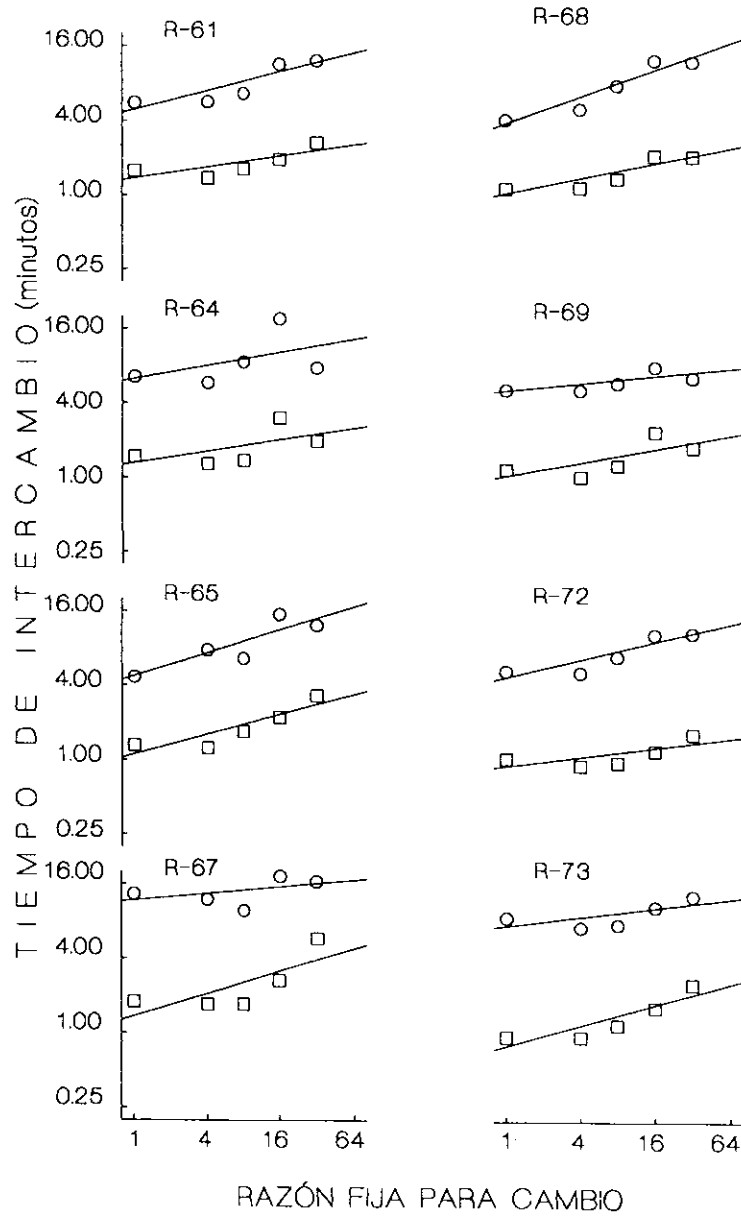 R-61
R-68
16.00
4.00
1.00
0.25
R-64
R-69
16.00
4.00
1.00
0.25
R-65
R-72
16.00
4.00
1.00
0.25
R-67
R-73
16.00
4.00
1.00
0.25
TIEMPO DE INTERCAMBIO (minutos)
1 4 16 64
1 4 16 64
RAZÓN FIJA PARA CAMBIO